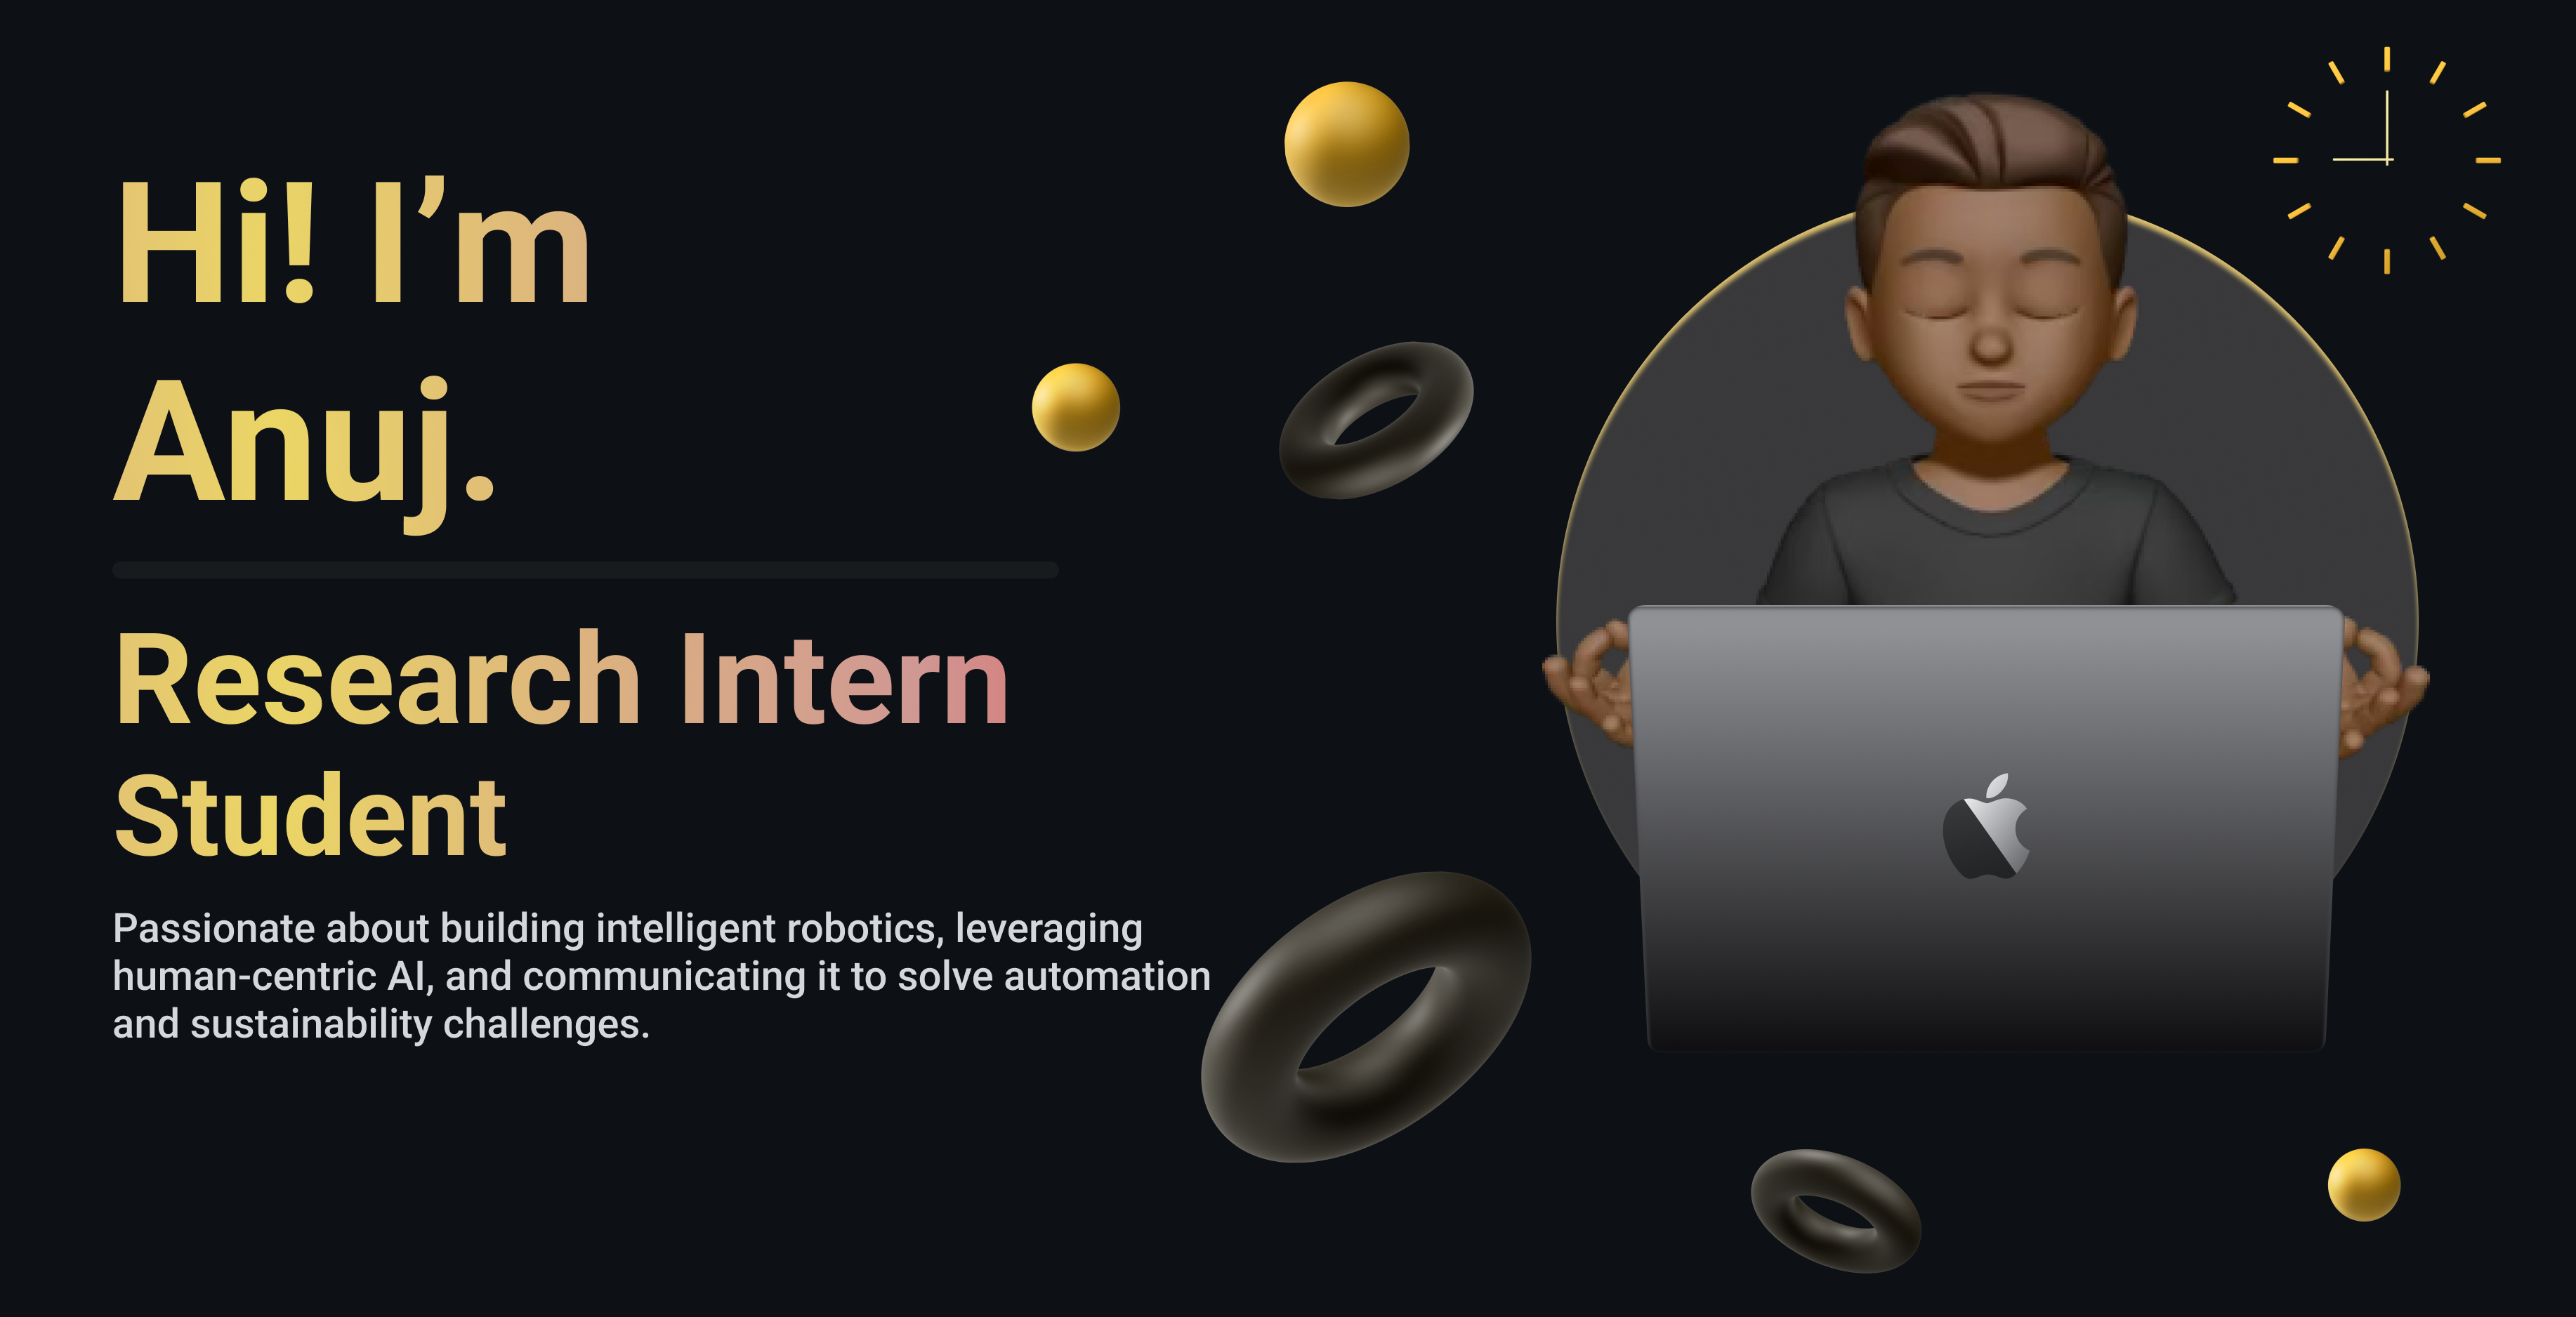 Hi! I’m
Anuj.
Research Intern
Student
Passionate about building intelligent robotics, leveraging
human-centric AI, and communicating it to solve automation
and sustainability challenges.